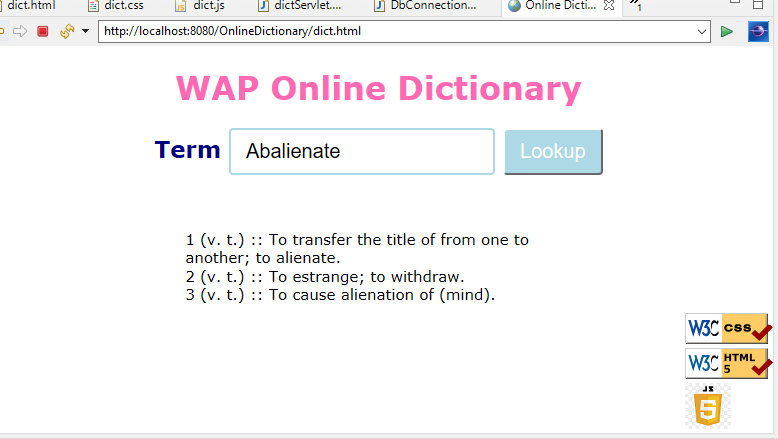 dict.html dict.css dict.js dictServlet.... DbConnection... Online Dicti... 1
http://localhost:8080/OnlineDictionary/dict.html
WAP Online Dictionary
Term Abalienate Lookup
1 (v. t.) :: To transfer the title of from one to
another; to alienate.
2 (v. t.) :: To estrange; to withdraw.
3 (v. t.) :: To cause alienation of (mind).
W3C CSS
W3C HTML
5
JS
5